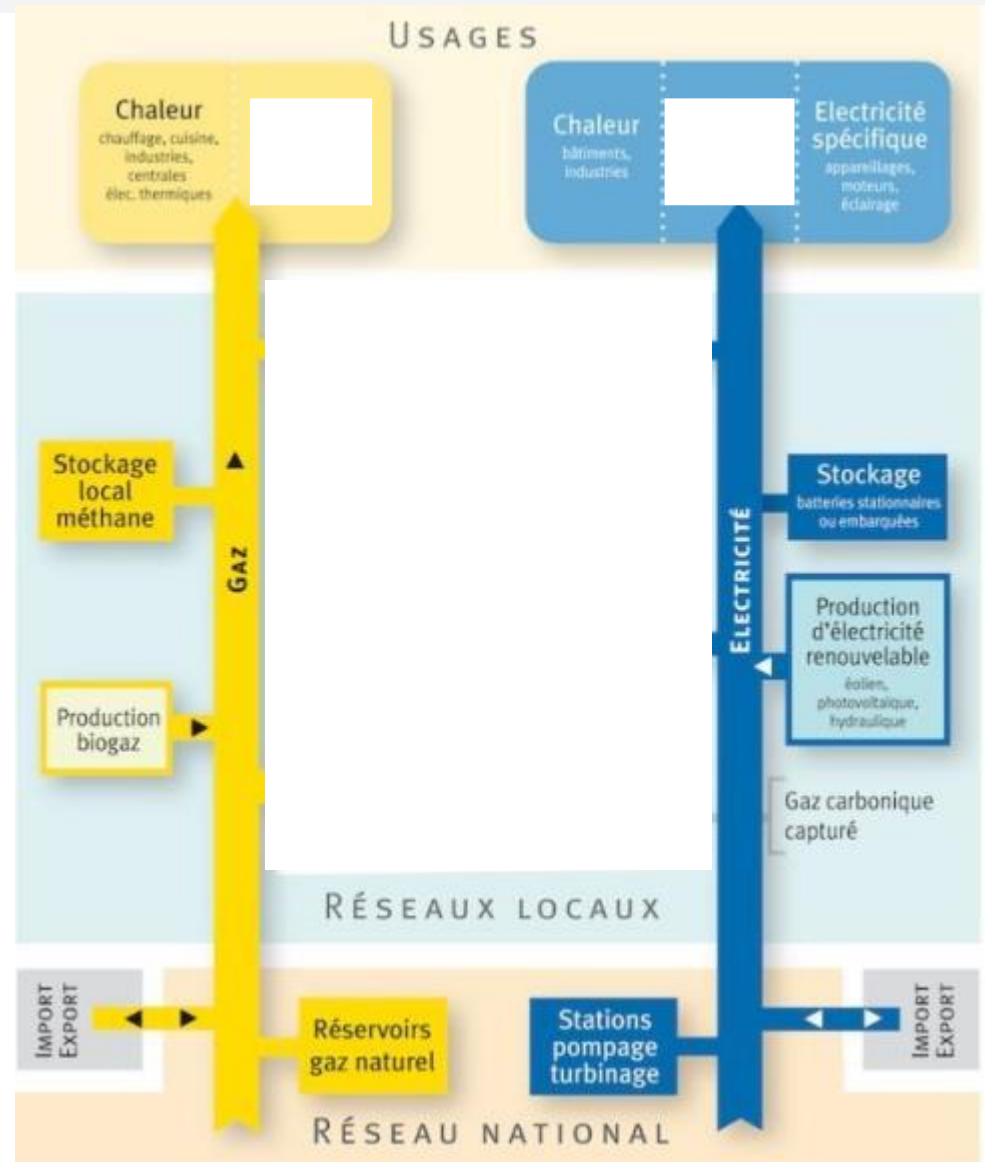 USAGES
Chaleur
chauffage, cuisine,
industries,
centrales
élec. thermiques
Chaleur
bâtiments,
industries
Electricité
spécifique
appareillages,
moteurs,
éclairage
Stockage
local
méthane
GAZ
Production
biogaz
ELECTRICITÉ
Stockage
batteries stationnaires
ou embarquées
Production
d'électricité
renouvelable
éolien,
photovoltaïque,
hydraulique
Gaz carbonique
capturé
RÉSEAUX LOCAUX
IMPORT
EXPORT
Réservoirs
gaz naturel
Stations
pompage
turbinage
IMPORT
EXPORT
RÉSEAU NATIONAL